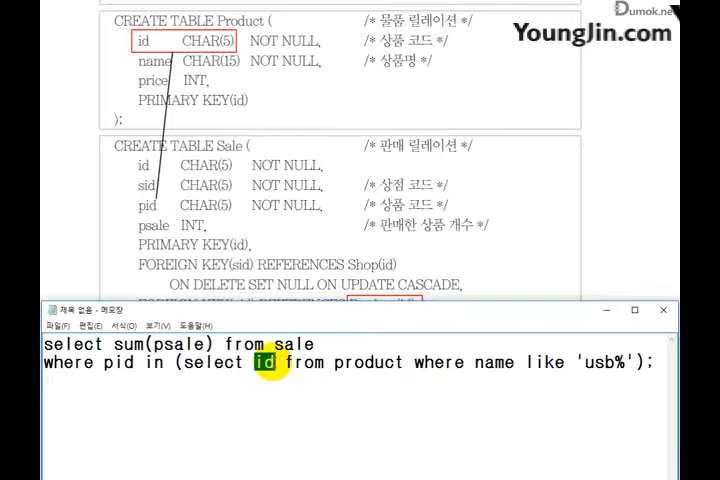 Dumok.ne
YoungJin.com
CREATE TABLE Product ( /* 물품 릴레이션 */
id CHAR(5) NOT NULL, /* 상품 코드 */
name CHAR(15) NOT NULL, /* 상품명 */
price INT,
PRIMARY KEY(id)
);
CREATE TABLE Sale ( /* 판매 릴레이션 */
id CHAR(5) NOT NULL,
sid CHAR(5) NOT NULL, /* 상점 코드 */
pid CHAR(5) NOT NULL, /* 상품 코드 */
psale INT, /* 판매한 상품 개수 */
PRIMARY KEY(id),
FOREIGN KEY(sid) REFERENCES Shop(id)
ON DELETE SET NULL ON UPDATE CASCADE,
제목 없음 - 메모장
파일(F) 편집(E) 서식(O) 보기(V) 도움말(H)
select sum(psale) from sale
where pid in (select id from product where name like 'usb%');